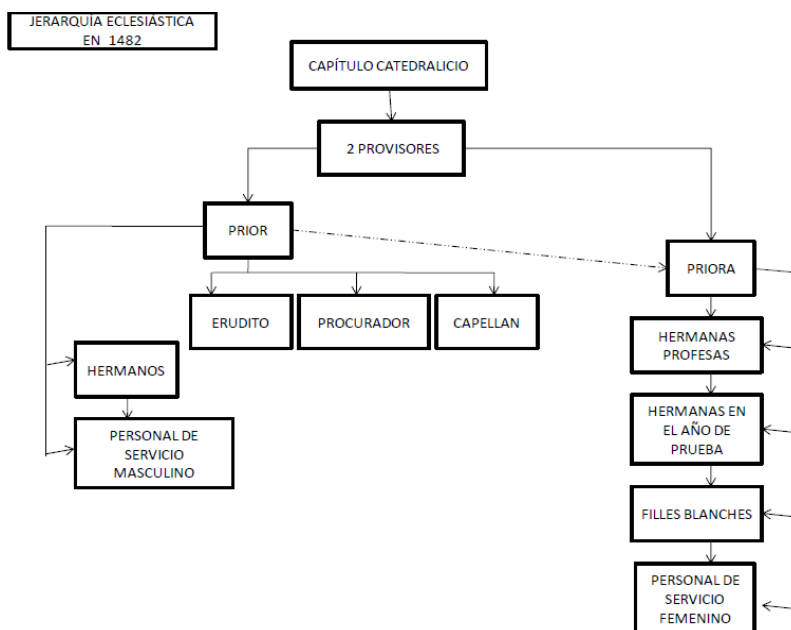 JERARQUÍA ECLESIÁSTICA
EN 1482
CAPÍTULO CATEDRALICIO
2 PROVISORES
PRIOR
PRIORA
ERUDITO
PROCURADOR
CAPELLAN
HERMANAS
PROFESAS
HERMANOS
HERMANAS EN
EL AÑO DE
PRUEBA
PERSONAL DE
SERVICIO
MASCULINO
FILLES BLANCHES
PERSONAL DE
SERVICIO
FEMENINO